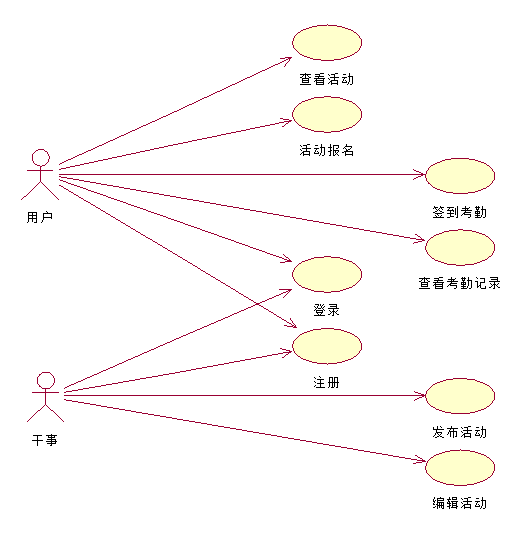 查看活动
活动报名
用户
签到考勤
查看考勤记录
登录
注册
干事
发布活动
编辑活动